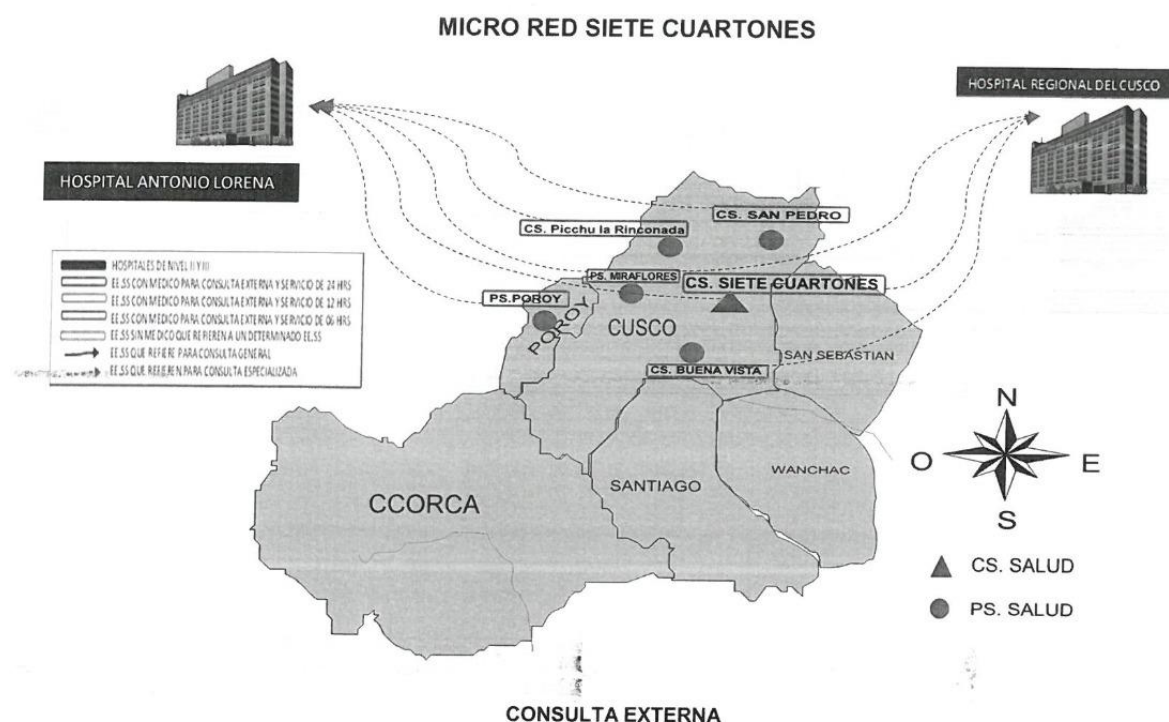 MICRO RED SIETE CUARTONES
HOSPITAL REGIONAL DEL CUSCO
HOSPITAL ANTONIO LORENA
CS. SAN PEDRO
CS. Picchu la Rinconada
HOSPITALES DE NIVEL II Y III
EE.SS CON MEDICO PARA CONSULTA EXTERNA Y SERVICIO DE 24 HRS
EE.SS CON MEDICO PARA CONSULTA EXTERNA Y SERVICIO DE 12 HRS
EE.SS CON MEDICO PARA CONSULTA EXTERNA Y SERVICIO DE 06 HRS
EE.SS SIN MEDICO QUE REFIEREN A UN DETERMINADO EE.SS
EE.SS QUE REFIERE PARA CONSULTA GENERAL
EE.SS QUE REFIEREN PARA CONSULTA ESPECIALIZADA
PS. MIRAFLORES
CS. SIETE CUARTONES
PS. POROY
POROY
CUSCO
SAN SEBASTIAN
CS. BUENA VISTA
N
O
E
S
WANCHAC
SANTIAGO
CCORCA
CS. SALUD
PS. SALUD
CONSULTA EXTERNA